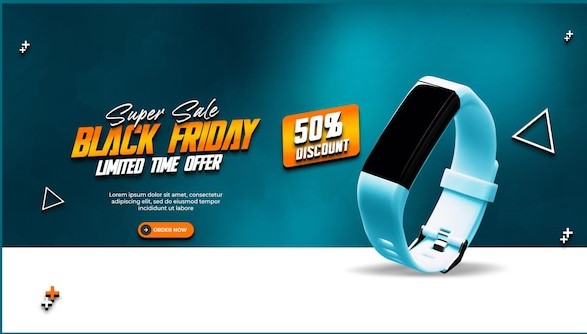 Super Sale
BLACK FRIDAY
LIMITED TIME OFFER
50%
DISCOUNT
Lorem ipsum dolor sit amet, consectetur
adipiscing elit, sed do eiusmod tempor
incididunt ut labore
ORDER NOW